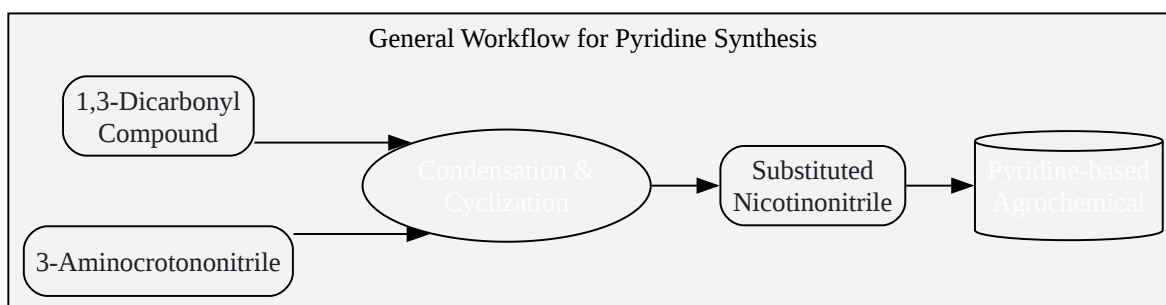 General Workflow for Pyridine Synthesis
1,3-Dicarbonyl
Compound
Condensation &
Cyclization
Substituted
Nicotinonitrile
Pyridine-based
Agrochemical
3-Aminocrotononitrile